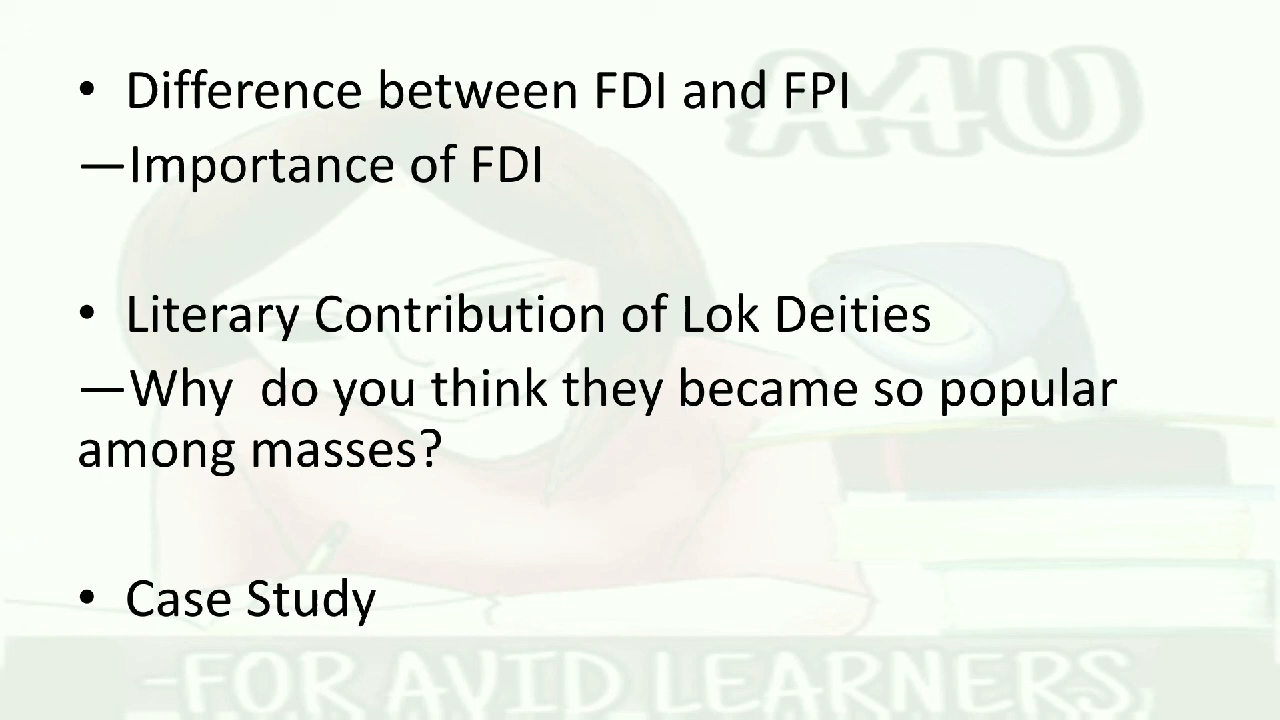 A4U
• Difference between FDI and FPI
—Importance of FDI
• Literary Contribution of Lok Deities
—Why do you think they became so popular
among masses?
• Case Study
-FOR AVID LEARNERS,